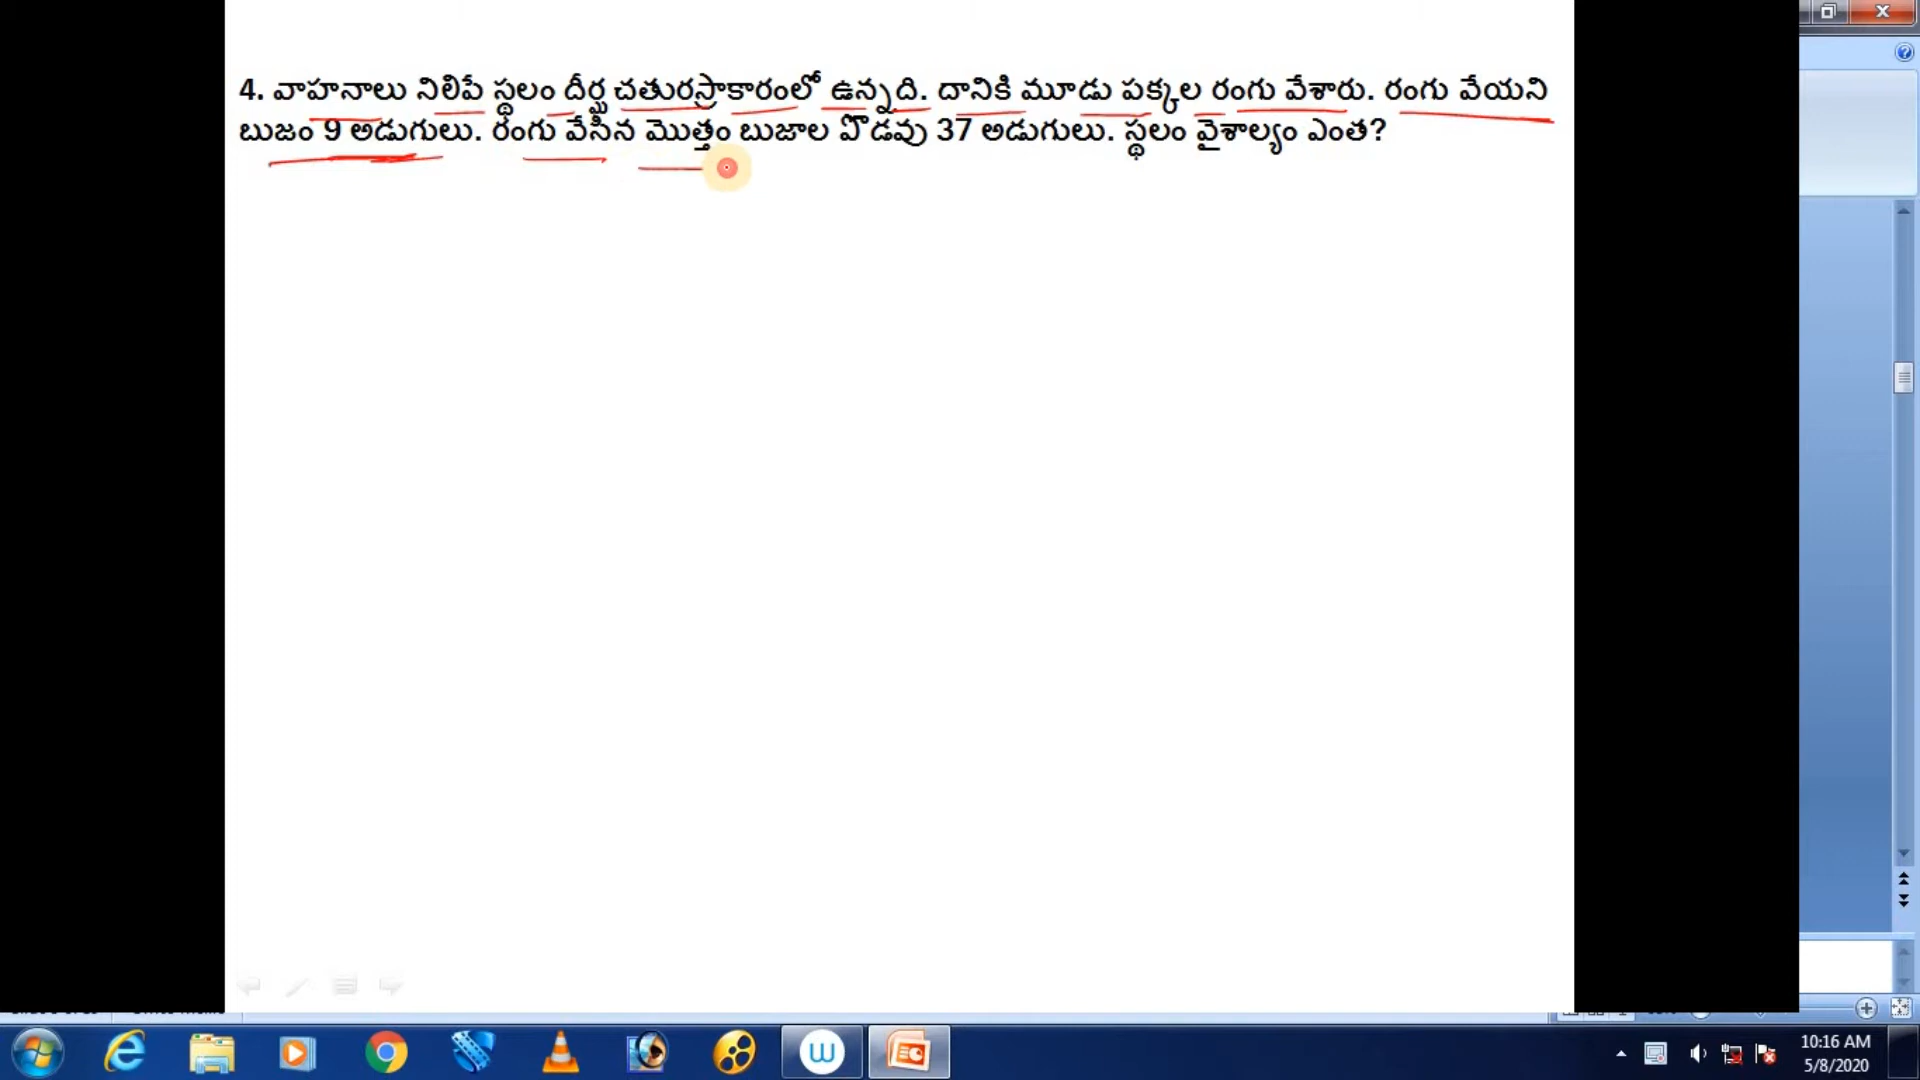 4. వాహనాలు నిలిపే స్థలం దీర్ఘ చతురస్రాకారంలో ఉన్నది. దానికి మూడు పక్కల రంగు వేశారు. రంగు వేయని
బుజం 9 అడుగులు. రంగు వేసిన మొత్తం బుజాల పొడవు 37 అడుగులు. స్థలం వైశాల్యం ఎంత?
10:16 AM
5/8/2020